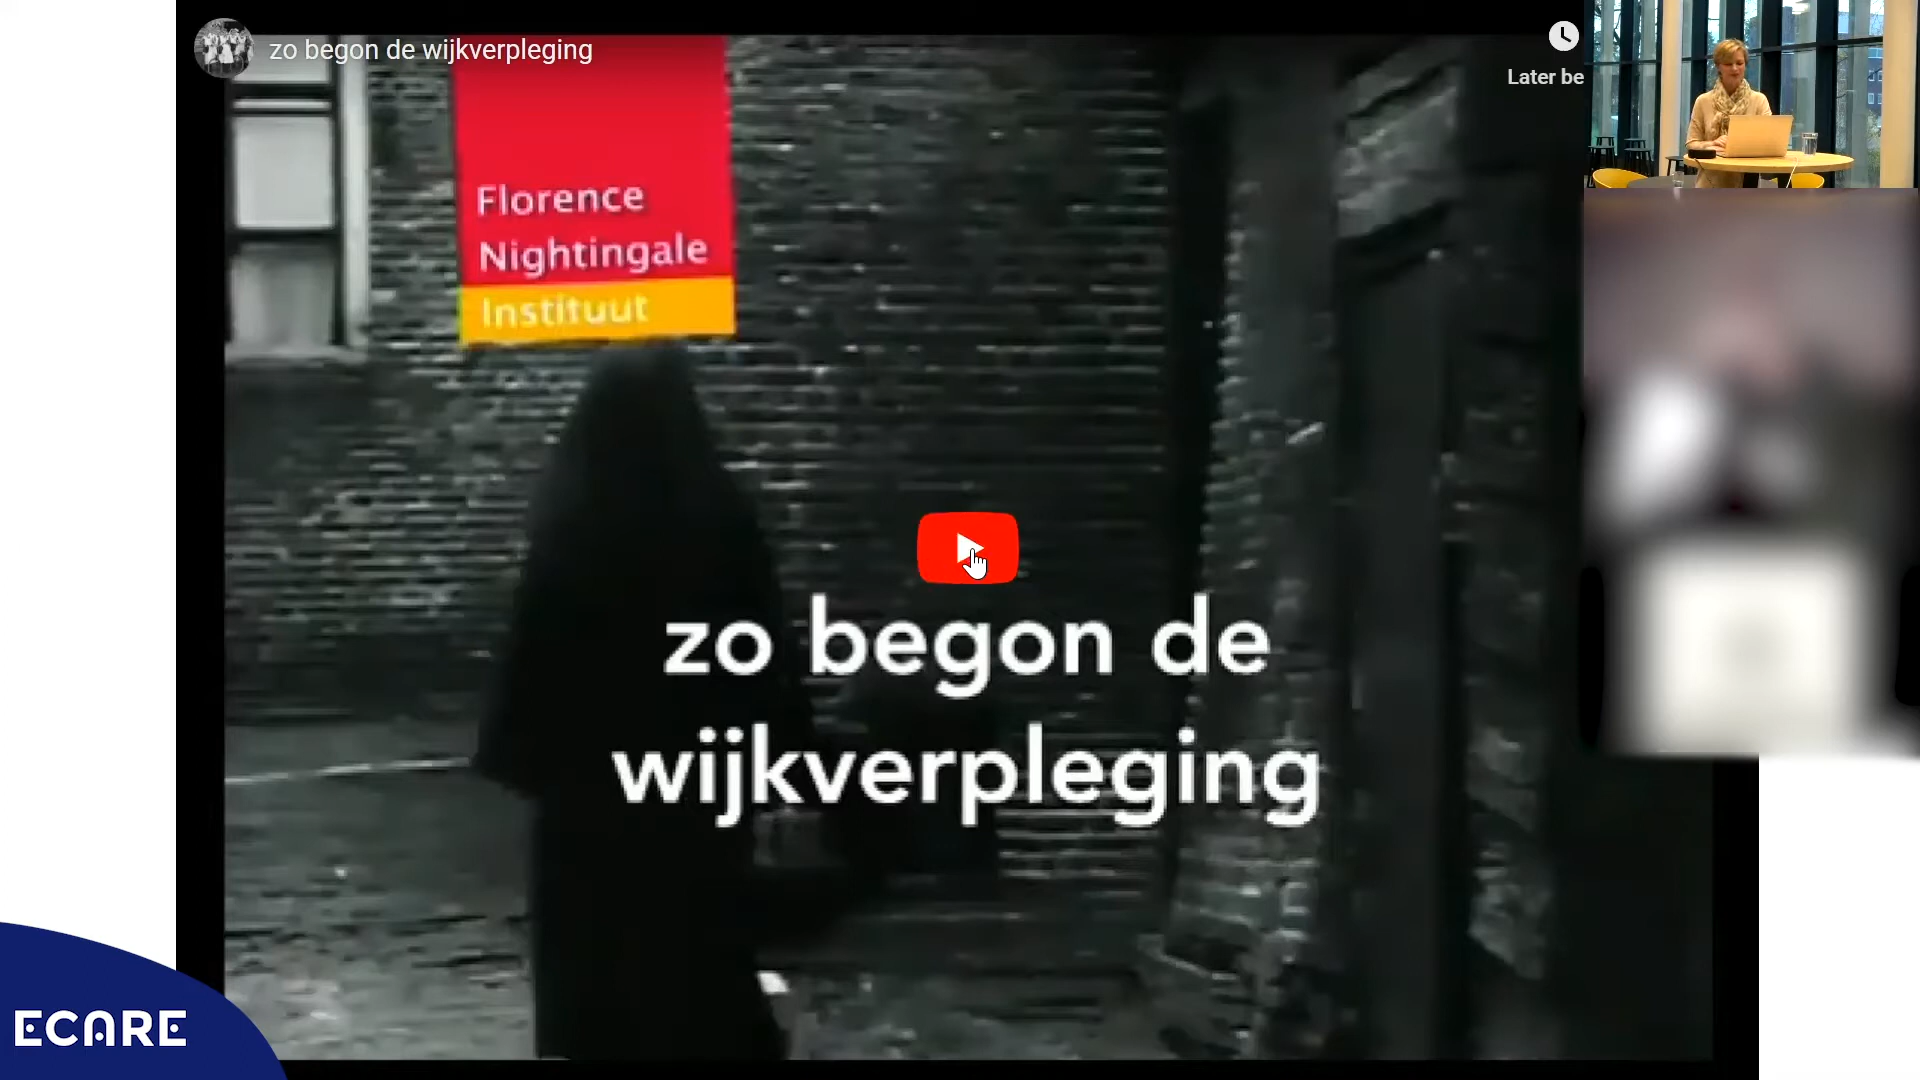 zo begon de wijkverpleging
Later be
Florence
Nightingale
Instituut
zo begon de
wijkverpleging
ECARE